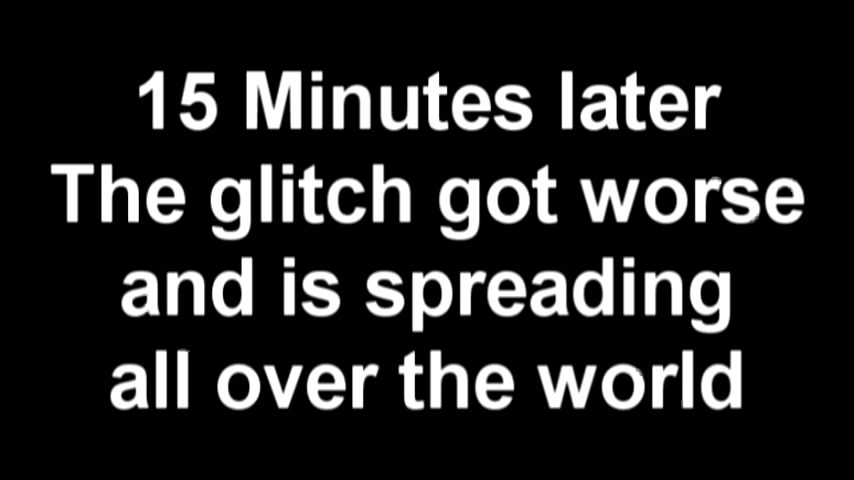 15 Minutes later
The glitch got worse
and is spreading
all over the world